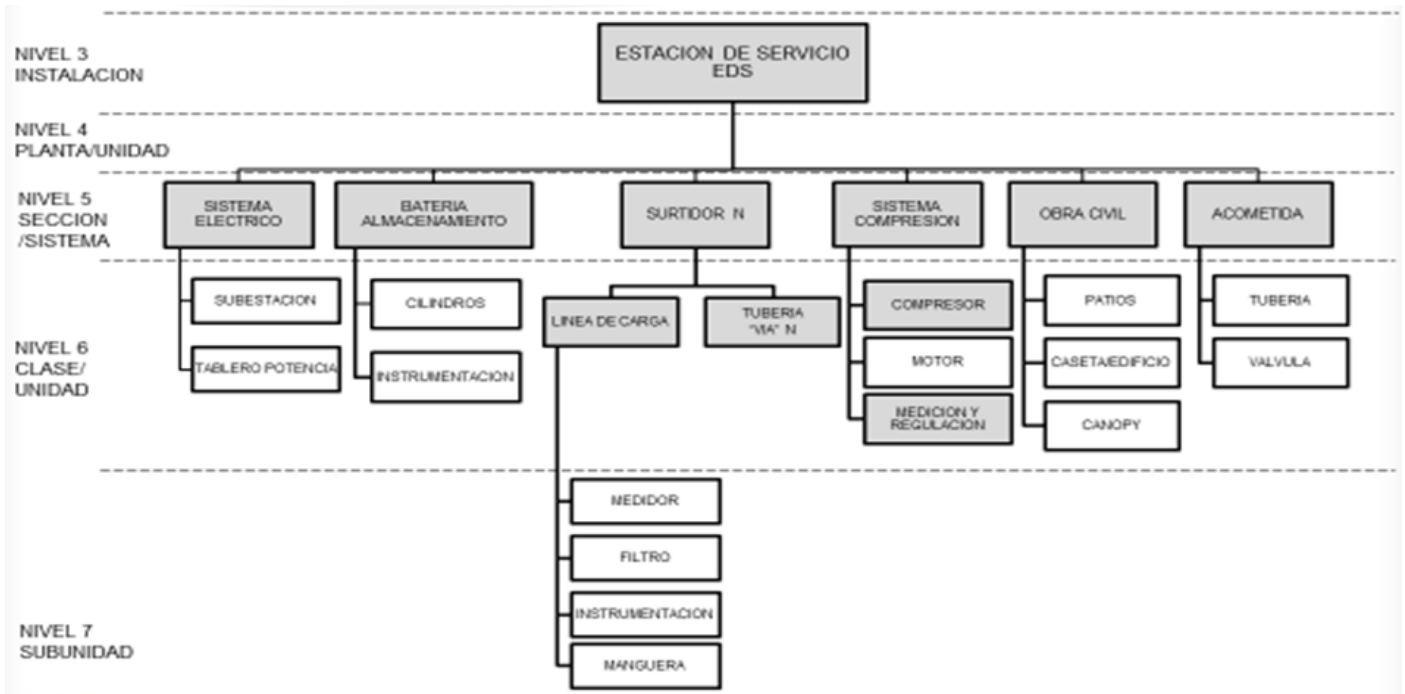 NIVEL 3
INSTALACION
ESTACION DE SERVICIO
EDS
NIVEL 4
PLANTA/UNIDAD
NIVEL 5
SECCION
/SISTEMA
SISTEMA
ELECTRICO
BATERIA
ALMACENAMIENTO
SURTIDOR N
SISTEMA
COMPRESION
OBRA CIVIL
ACOMETIDA
NIVEL 6
CLASE/
UNIDAD
SUBESTACION
TABLERO POTENCIA
CILINDROS
INSTRUMENTACION
LINEA DE CARGA
TUBERIA
"VIA" N
COMPRESOR
MOTOR
MEDICION Y
REGULACION
PATIOS
CASETA/EDIFICIO
CANOPY
TUBERIA
VALVULA
NIVEL 7
SUBUNIDAD
MEDIDOR
FILTRO
INSTRUMENTACION
MANGUERA